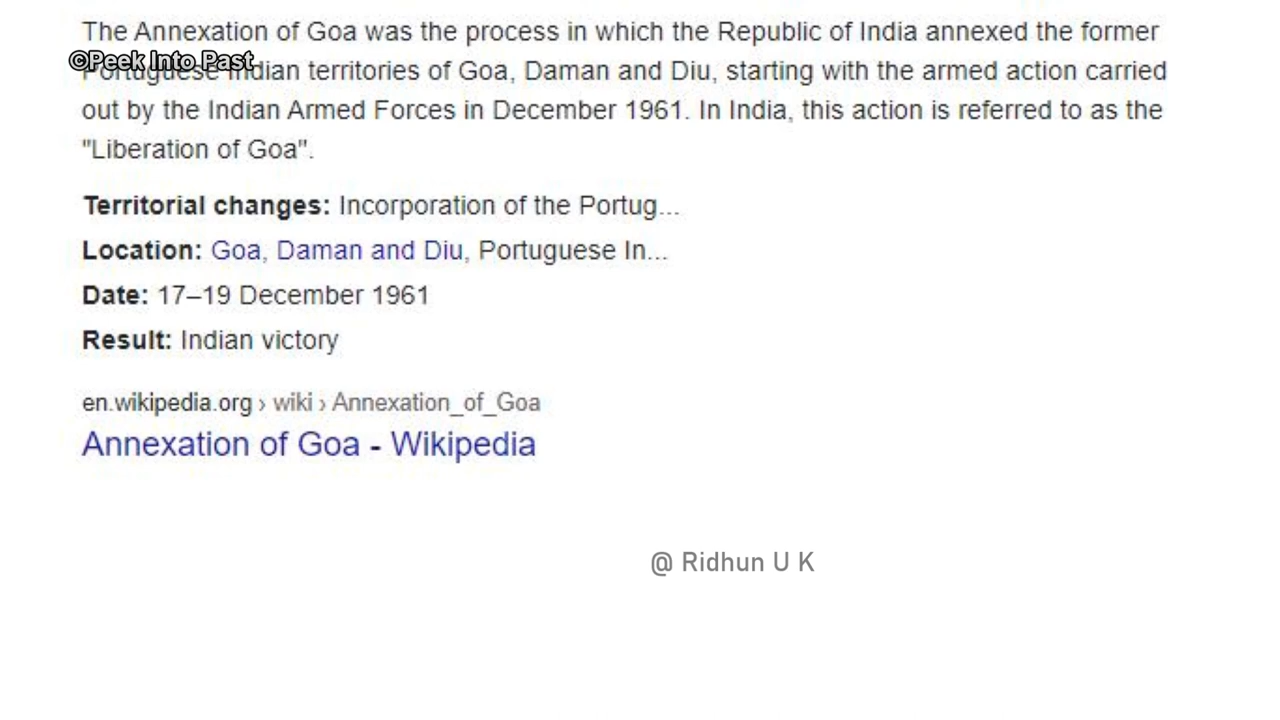 The Annexation of Goa was the process in which the Republic of India annexed the former
©Peek Into Past
Portuguese Indian territories of Goa, Daman and Diu, starting with the armed action carried
out by the Indian Armed Forces in December 1961. In India, this action is referred to as the
"Liberation of Goa".
Territorial changes: Incorporation of the Portug...
Location: Goa, Daman and Diu, Portuguese In...
Date: 17–19 December 1961
Result: Indian victory
en.wikipedia.org › wiki › Annexation_of_Goa
Annexation of Goa - Wikipedia
@ Ridhun U K